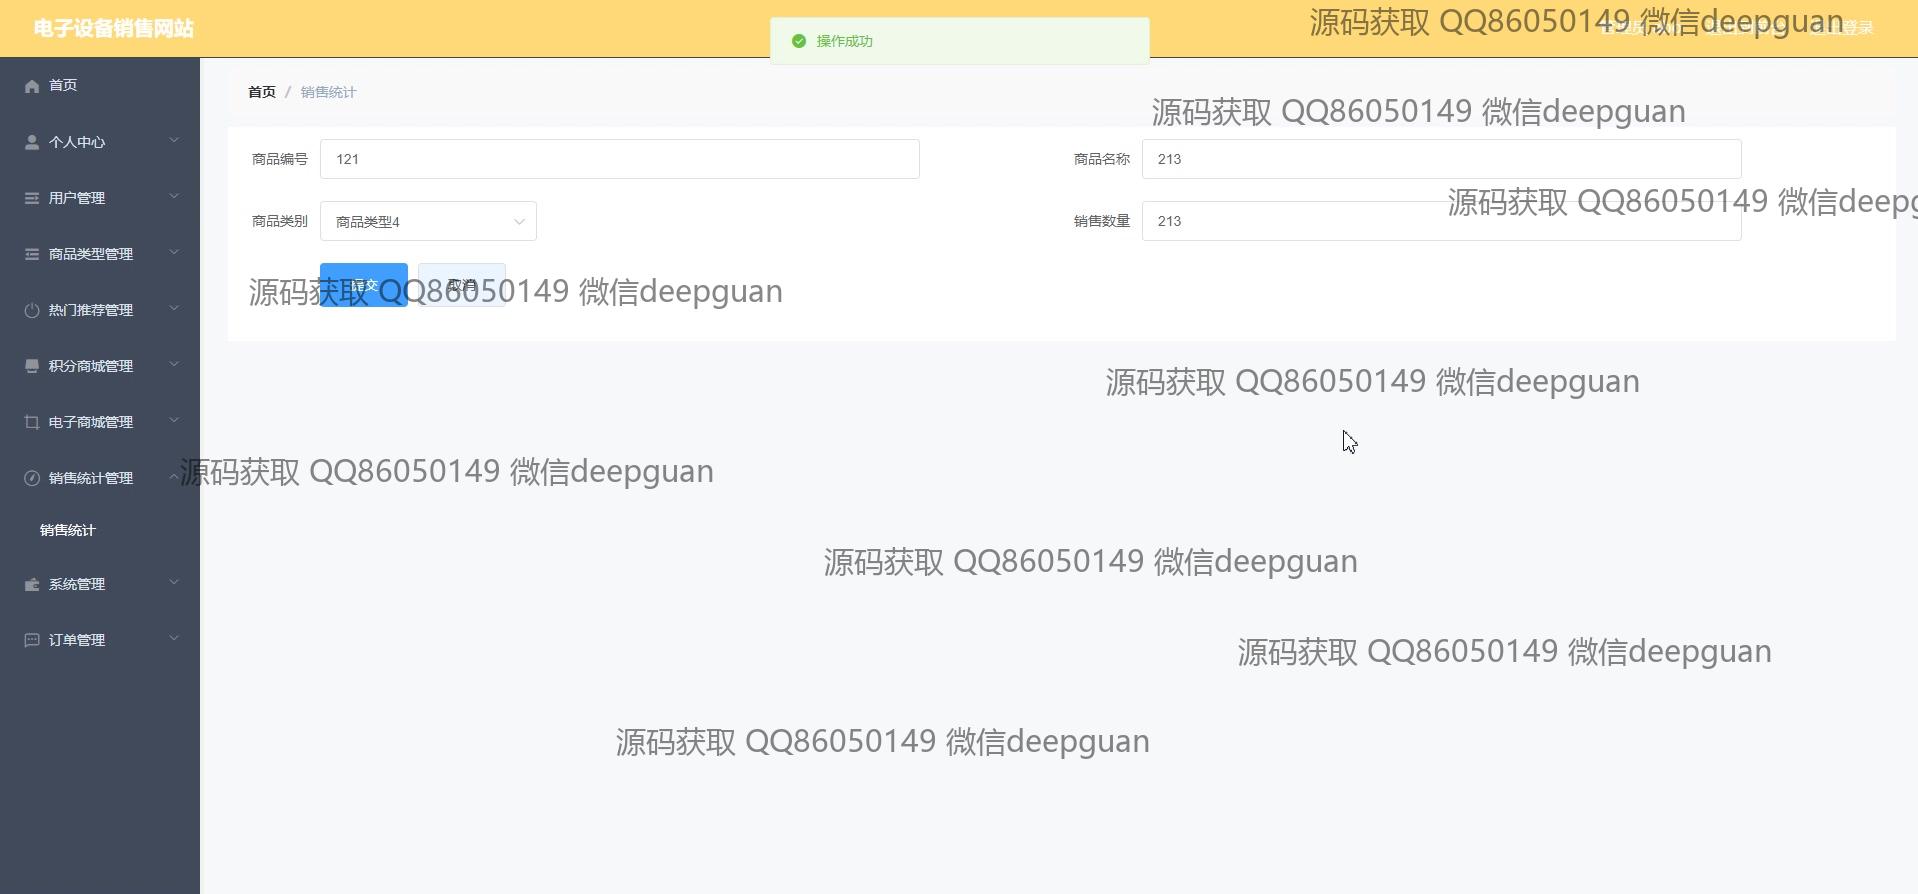 电子设备销售网站
操作成功
源码获取 QQ86050149 微信deepguan
退出登录
首页
首页 / 销售统计
源码获取 QQ86050149 微信deepguan
个人中心
商品编号 121
商品名称 213
用户管理
源码获取 QQ86050149 微信deepg
商品类别 商品类型4
销售数量 213
商品类型管理
提交
取消
源码获取 QQ86050149 微信deepguan
热门推荐管理
积分商城管理
源码获取 QQ86050149 微信deepguan
电子商城管理
销售统计管理
源码获取 QQ86050149 微信deepguan
销售统计
源码获取 QQ86050149 微信deepguan
系统管理
订单管理
源码获取 QQ86050149 微信deepguan
源码获取 QQ86050149 微信deepguan